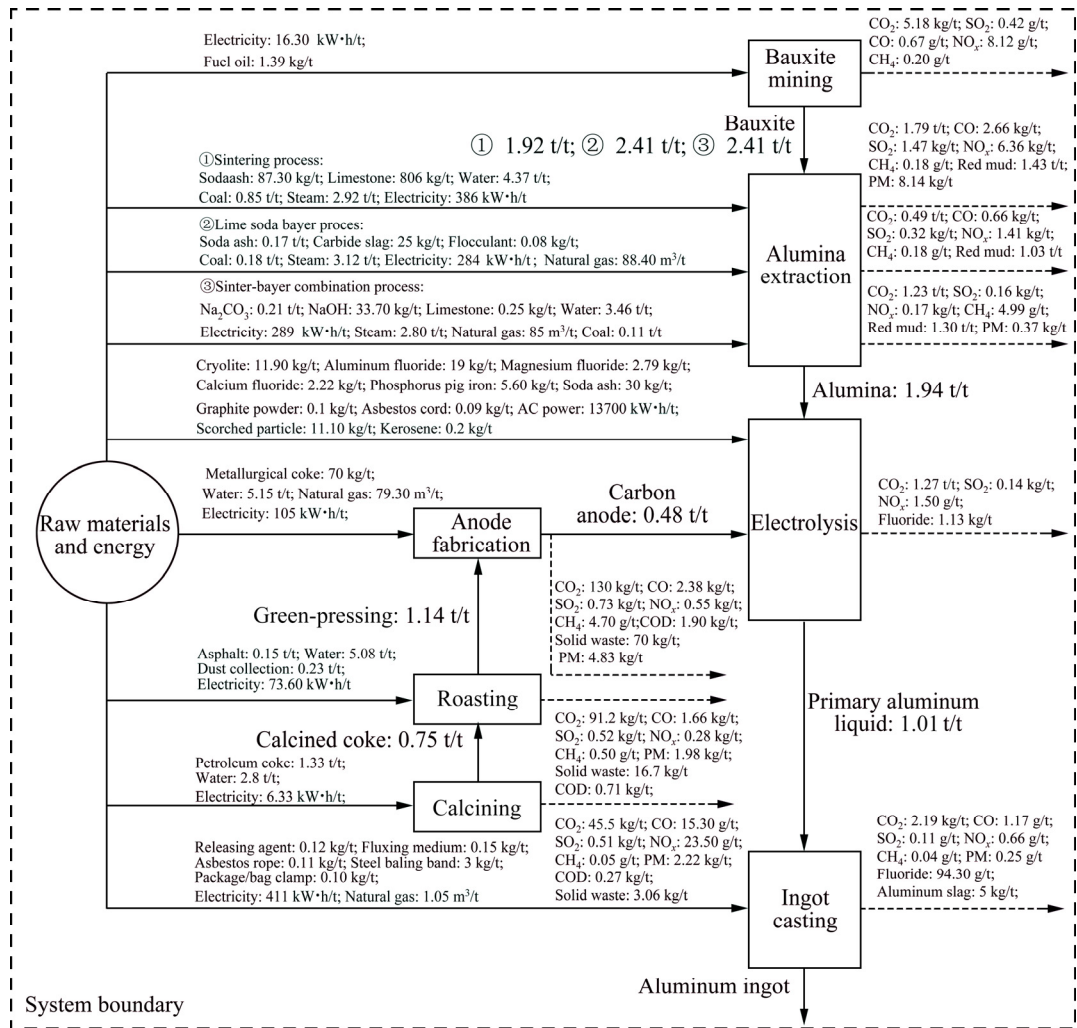 Electricity: 16.30 kW·h/t;
Fucl oil: 1.39 kg/t
Bauxite
mining
CO₂: 5.18 kg/t; SO₂: 0.42 g/t;
CO: 0.67 g/t; NOₓ: 8.12 g/t;
CH₄: 0.20 g/t
Bauxite
① 1.92 t/t; ② 2.41 t/t; ③ 2.41 t/t
①Sintering process:
Sodaash: 87.30 kg/t; Limestone: 806 kg/t; Water: 4.37 t/t;
Coal: 0.85 t/t; Steam: 2.92 t/t; Electricity: 386 kW·h/t
②Lime soda bayer proces:
Soda ash: 0.17 t/t; Carbide slag: 25 kg/t; Flocculant: 0.08 kg/t;
Coal: 0.18 t/t; Steam: 3.12 t/t; Electricity: 284 kW·h/t; Natural gas: 88.40 m³/t
③Sinter-bayer combination process:
Na₂CO₃: 0.21 t/t; NaOH: 33.70 kg/t; Limestone: 0.25 kg/t; Water: 3.46 t/t;
Electricity: 289 kW·h/t; Stcam: 2.80 t/t; Natural gas: 85 m³/t; Coal: 0.11 t/t
Alumina
extraction
CO₂: 1.79 t/t; CO: 2.66 kg/t;
SO₂: 1.47 kg/t; NOₓ: 6.36 kg/t;
CH₄: 0.18 g/t; Red mud: 1.43 t/t;
PM: 8.14 kg/t
CO₂: 0.49 t/t; CO: 0.66 kg/t;
SO₂: 0.32 kg/t; NOₓ: 1.41 kg/t;
CH₄: 0.18 g/t; Red mud: 1.03 t/t
CO₂: 1.23 t/t; SO₂: 0.16 kg/t;
NOₓ: 0.17 kg/t; CH₄: 4.99 g/t;
Red mud: 1.30 t/t; PM: 0.37 kg/t
Alumina: 1.94 t/t
Cryolite: 11.90 kg/t; Aluminum fluoride: 19 kg/t; Magnesium fluoride: 2.79 kg/t;
Calcium fluoridc: 2.22 kg/t; Phosphorus pig iron: 5.60 kg/t; Soda ash: 30 kg/t;
Graphite powder: 0.1 kg/t; Asbestos cord: 0.09 kg/t; AC power: 13700 kW·h/t;
Scorched particle: 11.10 kg/t; Kerosene: 0.2 kg/t
Electrolysis
CO₂: 1.27 t/t; SO₂: 0.14 kg/t;
NOₓ: 1.50 g/t;
Fluoride: 1.13 kg/t
Raw materials
and energy
Metallurgical coke: 70 kg/t;
Water: 5.15 t/t; Natural gas: 79.30 m³/t;
Electricity: 105 kW·h/t;
Anode
fabrication
Carbon
anode: 0.48 t/t
CO₂: 130 kg/t; CO: 2.38 kg/t;
SO₂: 0.73 kg/t; NOₓ: 0.55 kg/t;
CH₄: 4.70 g/t;COD: 1.90 kg/t;
Solid waste: 70 kg/t;
PM: 4.83 kg/t
Green-pressing: 1.14 t/t
Asphalt: 0.15 t/t; Water: 5.08 t/t;
Dust collection: 0.23 t/t;
Electricity: 73.60 kW·h/t
Roasting
CO₂: 91.2 kg/t; CO: 1.66 kg/t;
SO₂: 0.52 kg/t; NOₓ: 0.28 kg/t;
CH₄: 0.50 g/t; PM: 1.98 kg/t;
Solid waste: 16.7 kg/t
COD: 0.71 kg/t;
Calcined coke: 0.75 t/t
Pctrolcum cokc: 1.33 t/t;
Water: 2.8 t/t;
Electricity: 6.33 kW·h/t;
Calcining
CO₂: 45.5 kg/t; CO: 15.30 g/t;
SO₂: 0.51 kg/t; NOₓ: 23.50 g/t;
CH₄: 0.05 g/t; PM: 2.22 kg/t;
COD: 0.27 kg/t;
Solid waste: 3.06 kg/t
Primary aluminum
liquid: 1.01 t/t
Releasing agent: 0.12 kg/t; Fluxing medium: 0.15 kg/t;
Asbestos rope: 0.11 kg/t; Steel baling band: 3 kg/t;
Package/bag clamp: 0.10 kg/t;
Electricity: 411 kW·h/t; Natural gas: 1.05 m³/t
Ingot
casting
CO₂: 2.19 kg/t; CO: 1.17 g/t;
SO₂: 0.11 g/t; NOₓ: 0.66 g/t;
CH₄: 0.04 g/t; PM: 0.25 g/t
Fluoride: 94.30 g/t;
Aluminum slag: 5 kg/t;
Aluminum ingot
System boundary